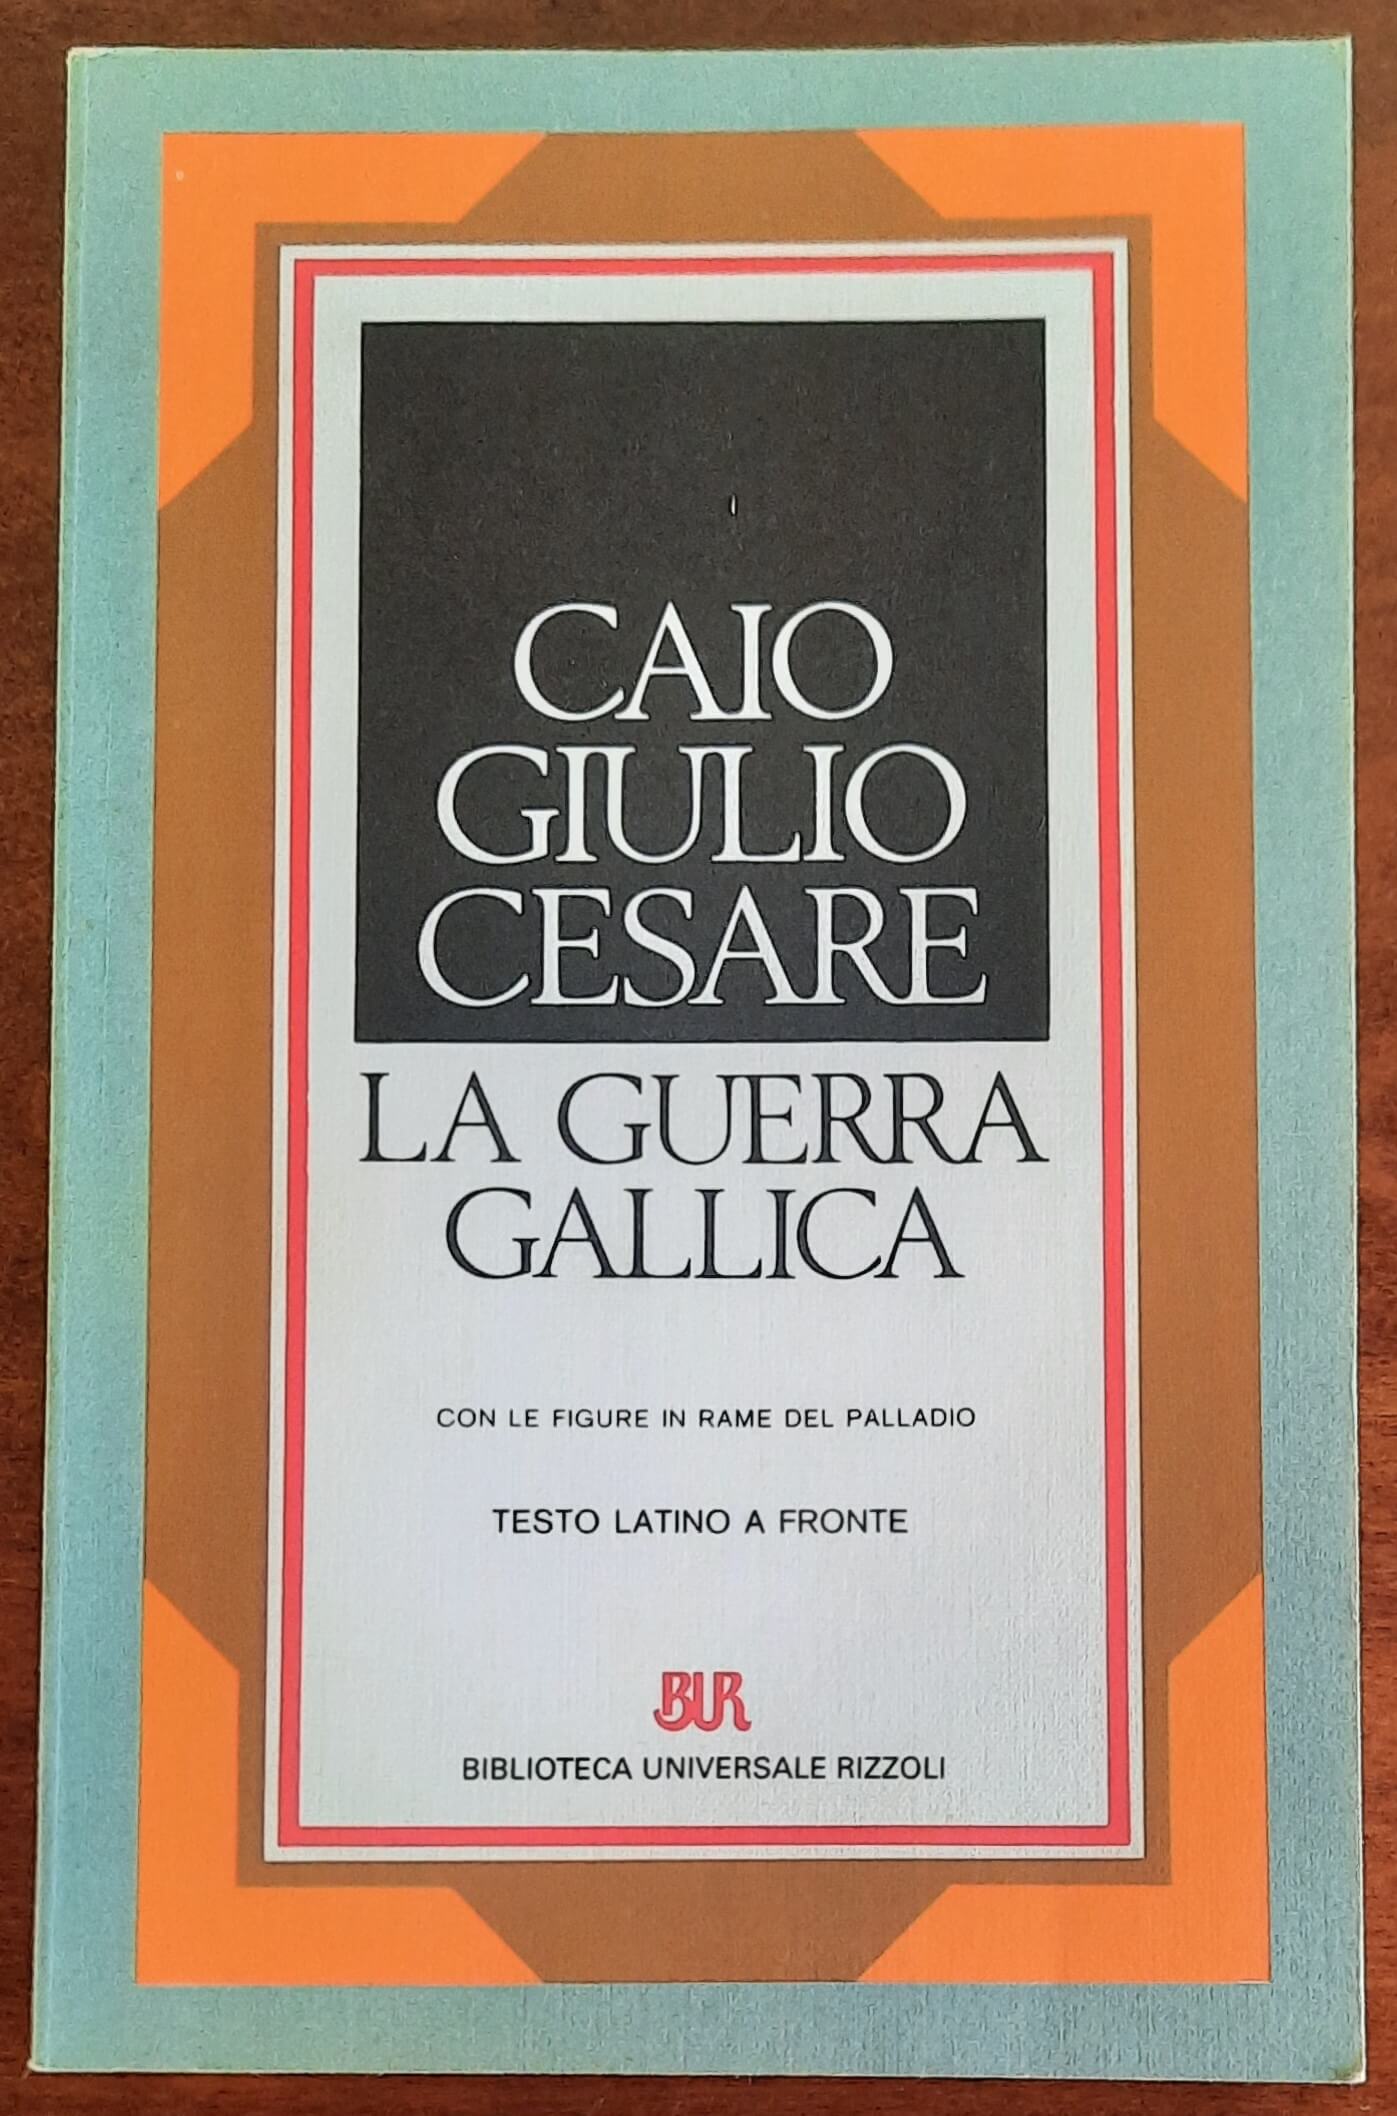 CAIO
GIULIO
CESARE
LA GUERRA
GALLICA
CON LE FIGURE IN RAME DEL PALLADIO
TESTO LATINO A FRONTE
BUR
BIBLIOTECA UNIVERSALE RIZZOLI